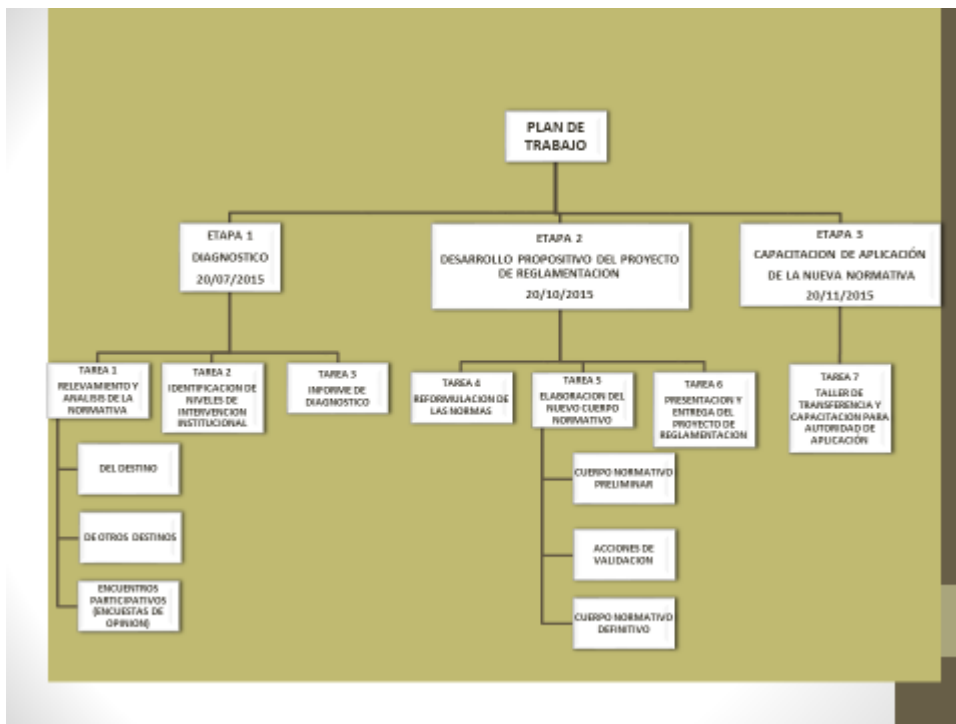 PLAN DE
TRABAJO
ETAPA 1
DIAGNOSTICO
20/07/2015
ETAPA 2
DESARROLLO PROPOSITIVO DEL PROYECTO
DE REGLAMENTACION
20/10/2015
ETAPA 3
CAPACITACION DE APLICACIÓN
DE LA NUEVA NORMATIVA
20/11/2015
TAREA 1
RELEVAMIENTO Y
ANALISIS DE LA
NORMATIVA
TAREA 2
IDENTIFICACION DE
NIVELES DE
INTERVENCION
INSTITUCIONAL
TAREA 3
INFORME DE
DIAGNOSTICO
TAREA 4
REFORMULACION DE
LAS NORMAS
TAREA 5
ELABORACION DEL
NUEVO CUERPO
NORMATIVO
TAREA 6
PRESENTACION Y
ENTREGA DEL
PROYECTO DE
REGLAMENTACION
TAREA 7
TALLER DE
TRANSFERENCIA Y
CAPACITACION PARA
AUTORIDAD DE
APLICACIÓN
DEL DESTINO
DE OTROS DESTINOS
ENCUENTROS
PARTICIPATIVOS
(ENCUESTAS DE
OPINION)
CUERPO NORMATIVO
PRELIMINAR
ACCIONES DE
VALIDACION
CUERPO NORMATIVO
DEFINITIVO